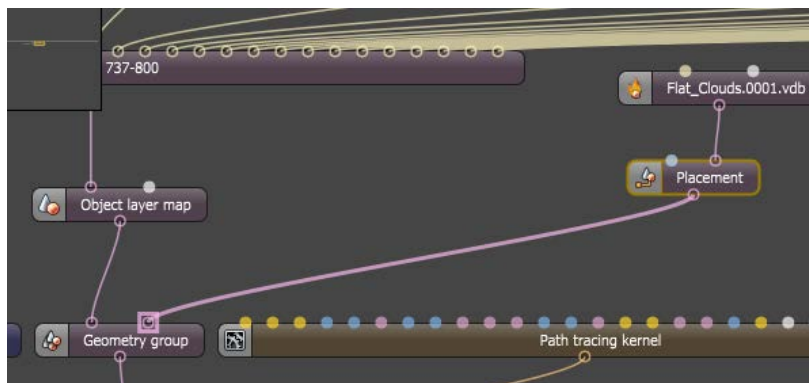 737-800
Flat_Clouds.0001.vdb
Placement
Object layer map
Geometry group
Path tracing kernel